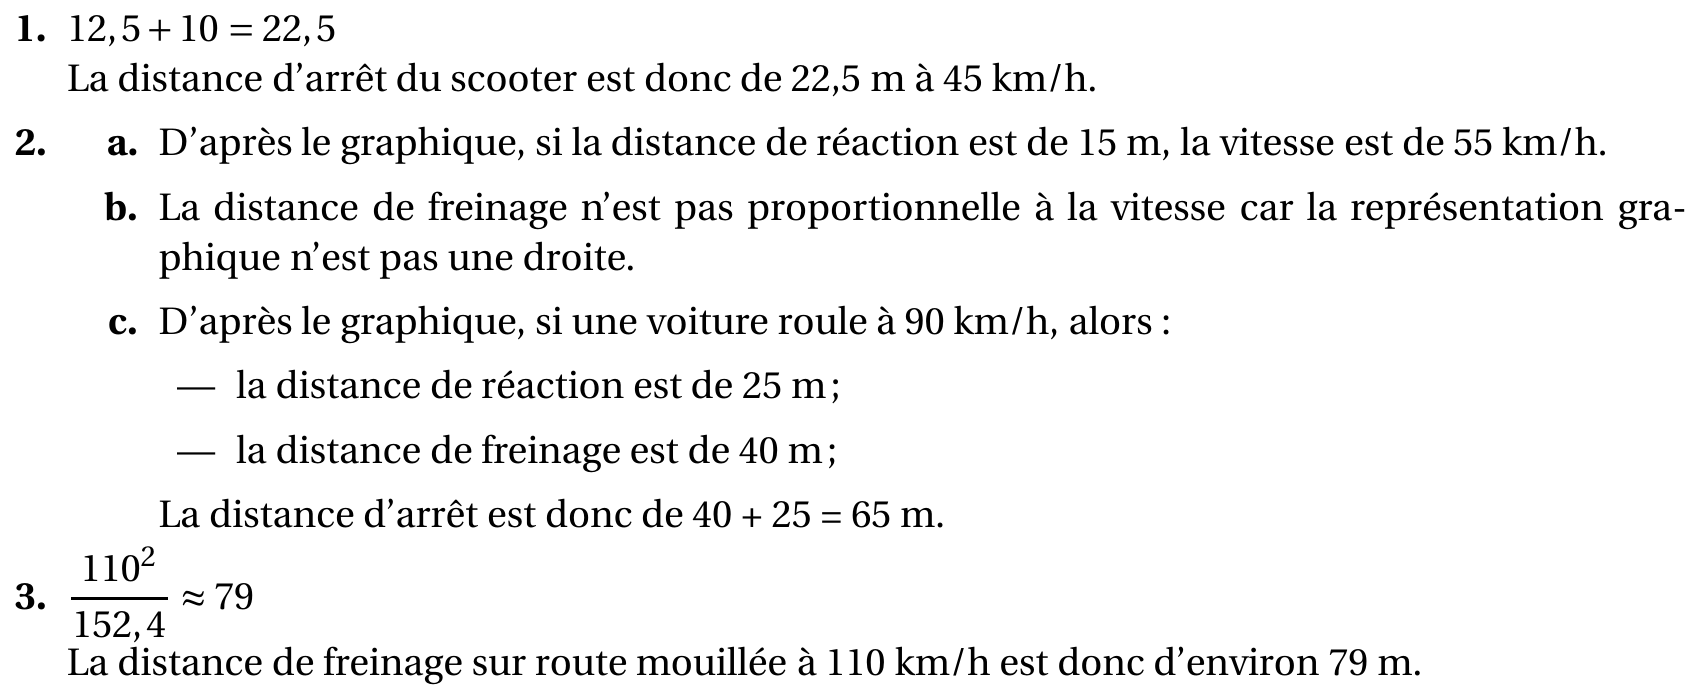 1. 12,5 + 10 = 22,5
La distance d'arrêt du scooter est donc de 22,5 m à 45 km/h.
2. a. D'après le graphique, si la distance de réaction est de 15 m, la vitesse est de 55 km/h.
b. La distance de freinage n'est pas proportionnelle à la vitesse car la représentation gra-
phique n'est pas une droite.
c. D'après le graphique, si une voiture roule à 90 km/h, alors :
— la distance de réaction est de 25 m ;
— la distance de freinage est de 40 m ;
La distance d'arrêt est donc de 40 + 25 = 65 m.
3. 110² / 152,4 ≈ 79
La distance de freinage sur route mouillée à 110 km/h est donc d'environ 79 m.